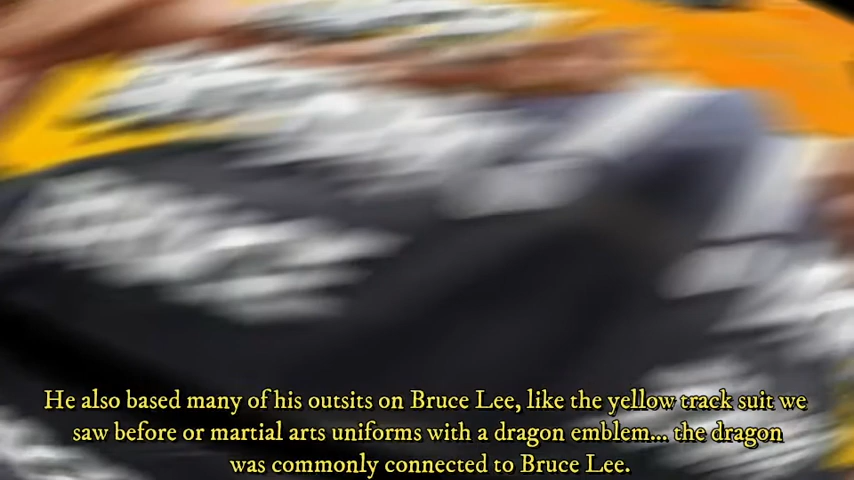 He also based many of his outsits on Bruce Lee, like the yellow track suit we
saw before or martial arts uniforms with a dragon emblem... the dragon
was commonly connected to Bruce Lee.